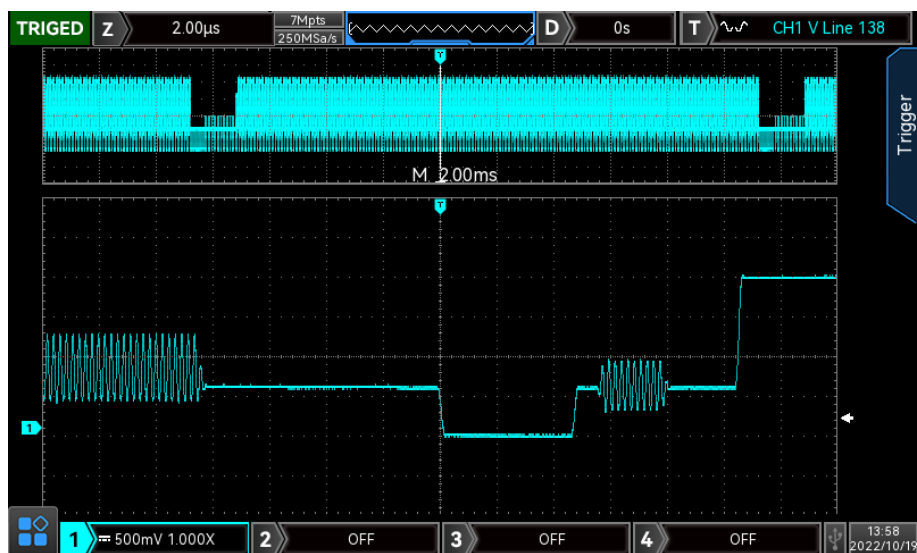 TRIGED Z 2.00µs 7Mpts D 0s T CH1 V Line 138
250MSa/s
T
M 2.00ms
Trigger
T
1
1 500mV 1.000X 2 OFF 3 OFF 4 OFF 13:58
2022/10/19